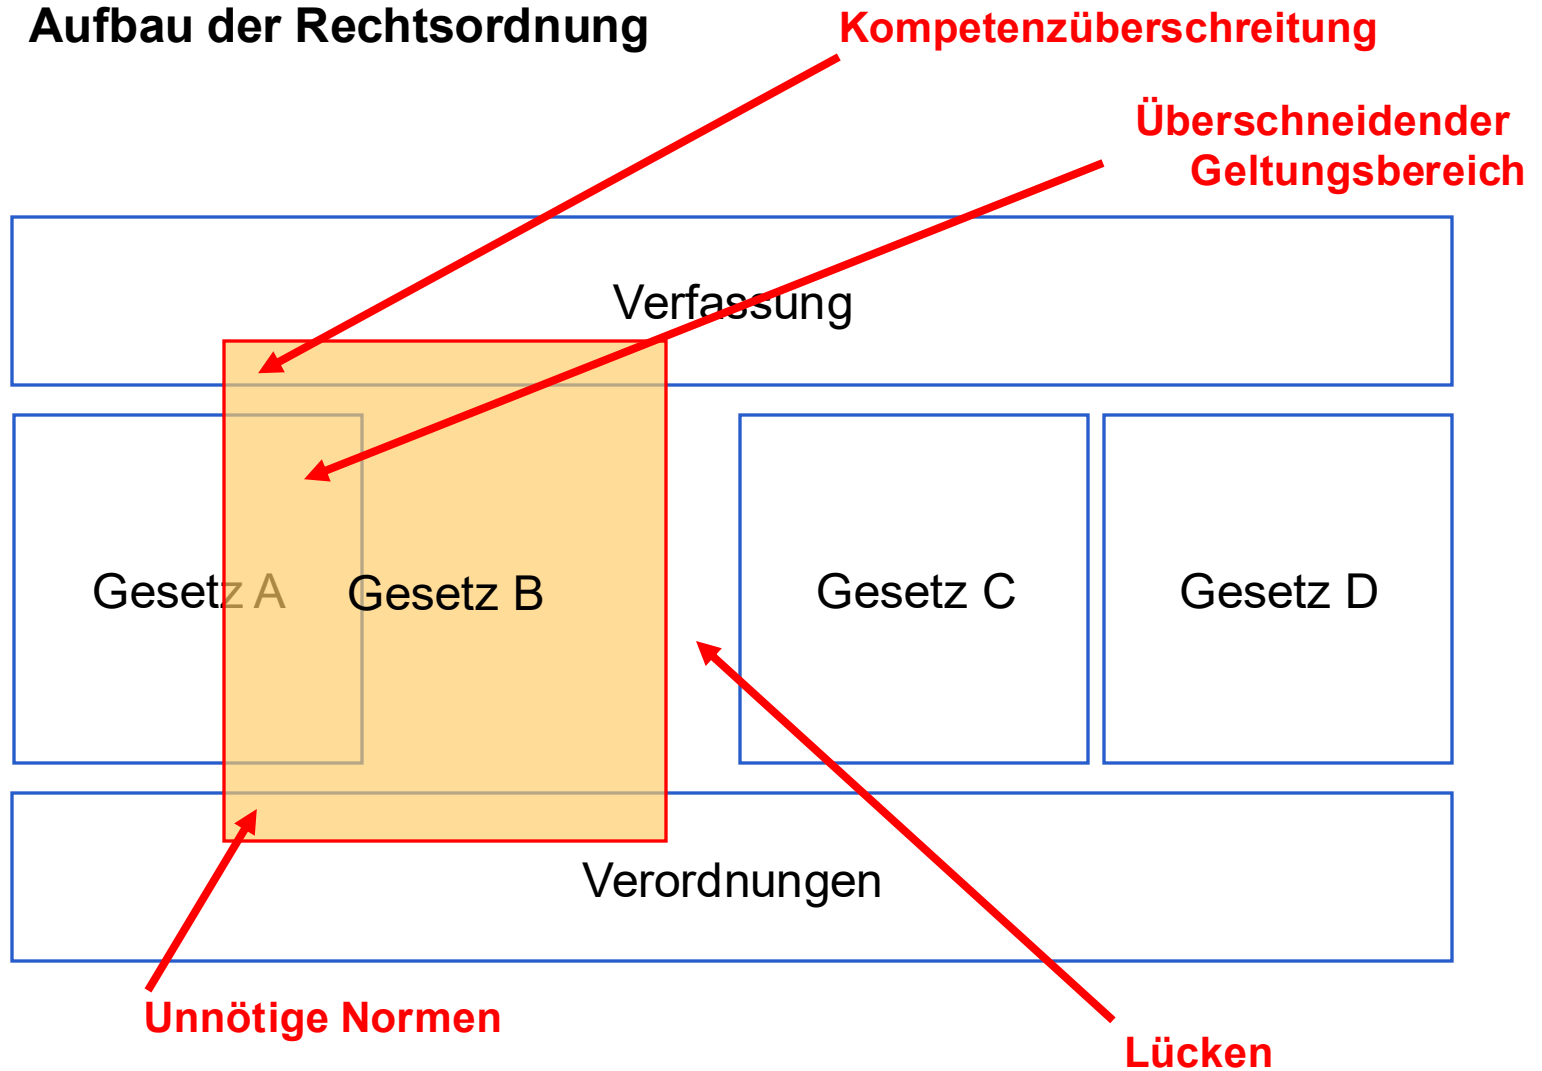 Aufbau der Rechtsordnung
Kompetenzüberschreitung
Überschneidender
Geltungsbereich
Verfassung
Gesetz A
Gesetz B
Gesetz C
Gesetz D
Verordnungen
Unnötige Normen
Lücken